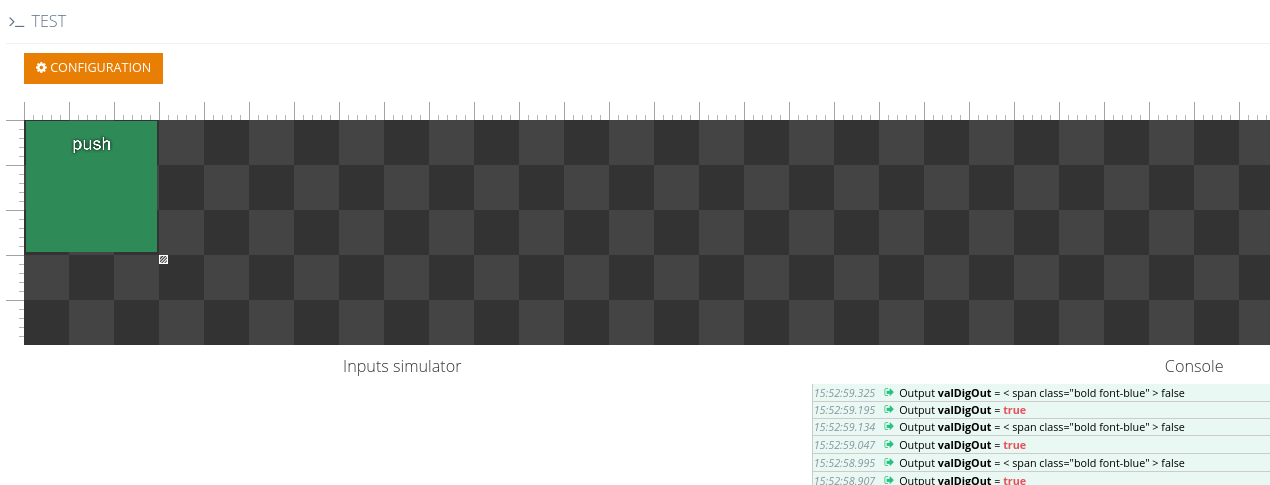 >_ TEST
CONFIGURATION
push
Inputs simulator
Console
15:52:59.325 Output valDigOut = < span class="bold font-blue" > false
15:52:59.195 Output valDigOut = true
15:52:59.134 Output valDigOut = < span class="bold font-blue" > false
15:52:59.047 Output valDigOut = true
15:52:58.995 Output valDigOut = < span class="bold font-blue" > false
15:52:58.907 Output valDigOut = true